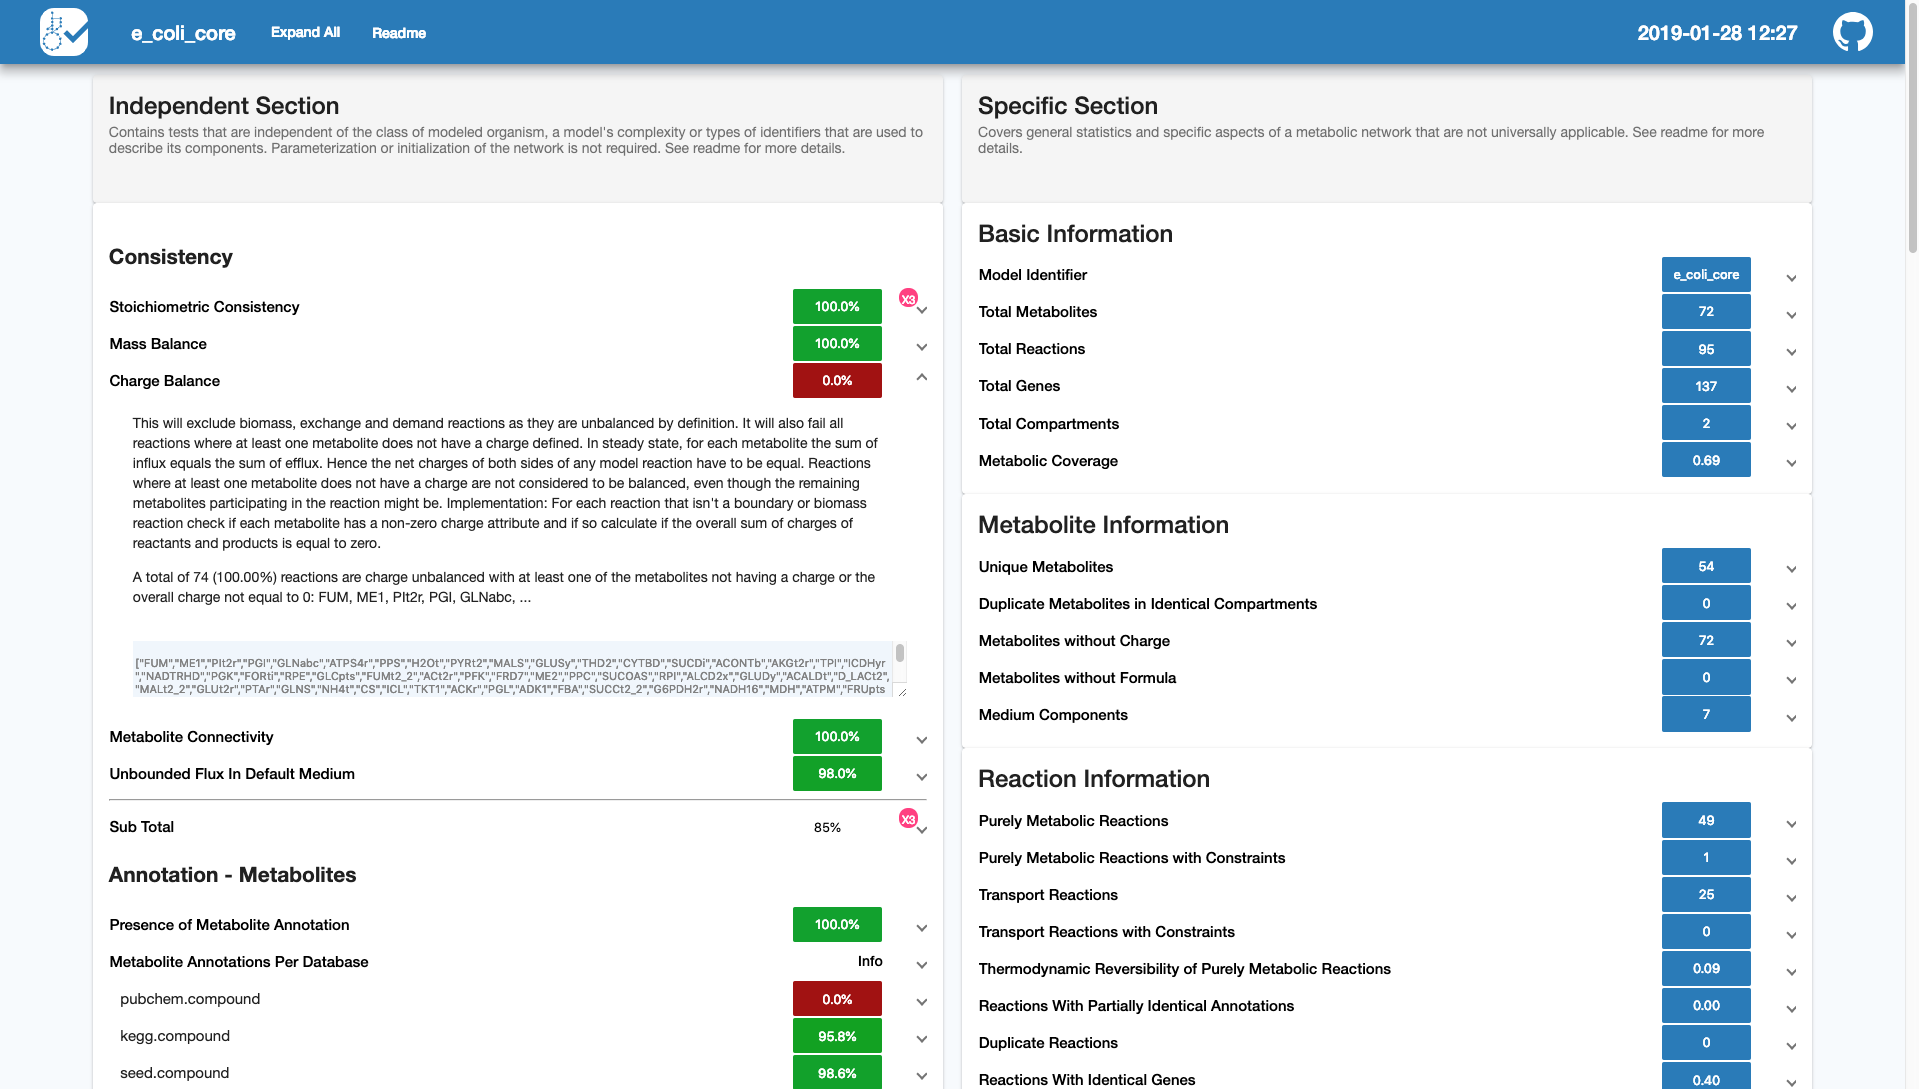 e_coli_core
Expand All
Readme
2019-01-28 12:27
Independent Section
Contains tests that are independent of the class of modeled organism, a model's complexity or types of identifiers that are used to
describe its components. Parameterization or initialization of the network is not required. See readme for more details.
Consistency
Stoichiometric Consistency 100.0% X3
Mass Balance 100.0%
Charge Balance 0.0%
This will exclude biomass, exchange and demand reactions as they are unbalanced by definition. It will also fail all
reactions where at least one metabolite does not have a charge defined. In steady state, for each metabolite the sum of
influx equals the sum of efflux. Hence the net charges of both sides of any model reaction have to be equal. Reactions
where at least one metabolite does not have a charge are not considered to be balanced, even though the remaining
metabolites participating in the reaction might be. Implementation: For each reaction that isn't a boundary or biomass
reaction check if each metabolite has a non-zero charge attribute and if so calculate if the overall sum of charges of
reactants and products is equal to zero.
A total of 74 (100.00%) reactions are charge unbalanced with at least one of the metabolites not having a charge or the
overall charge not equal to 0: FUM, ME1, PIt2r, PGI, GLNabc, ...
["FUM","ME1","PIt2r","PGI","GLNabc","ATPS4r","PPS","H2Ot","PYRt2","MALS","GLUSy","THD2","CYTBD","SUCDi","ACONTb","AKGt2r","TPI","ICDHyr
","NADTRHD","PGK","FORti","RPE","GLCpts","FUMt2_2","ACt2r","PFK","FRD7","ME2","PPC","SUCOAS","RPI","ALCD2x","GLUDy","ACALDt","D_LACt2",
"MALt2_2","GLUt2r","PTAr","GLNS","NH4t","CS","ICL","TKT1","ACKr","PGL","ADK1","FBA","SUCCt2_2","G6PDH2r","NADH16","MDH","ATPM","FRUpts
Metabolite Connectivity 100.0%
Unbounded Flux In Default Medium 98.0%
Sub Total 85% X3
Annotation - Metabolites
Presence of Metabolite Annotation 100.0%
Metabolite Annotations Per Database Info
pubchem.compound 0.0%
kegg.compound 95.8%
seed.compound 98.6%
Specific Section
Covers general statistics and specific aspects of a metabolic network that are not universally applicable. See readme for more
details.
Basic Information
Model Identifier e_coli_core
Total Metabolites 72
Total Reactions 95
Total Genes 137
Total Compartments 2
Metabolic Coverage 0.69
Metabolite Information
Unique Metabolites 54
Duplicate Metabolites in Identical Compartments 0
Metabolites without Charge 72
Metabolites without Formula 0
Medium Components 7
Reaction Information
Purely Metabolic Reactions 49
Purely Metabolic Reactions with Constraints 1
Transport Reactions 25
Transport Reactions with Constraints 0
Thermodynamic Reversibility of Purely Metabolic Reactions 0.09
Reactions With Partially Identical Annotations 0.00
Duplicate Reactions 0
Reactions With Identical Genes 0.40